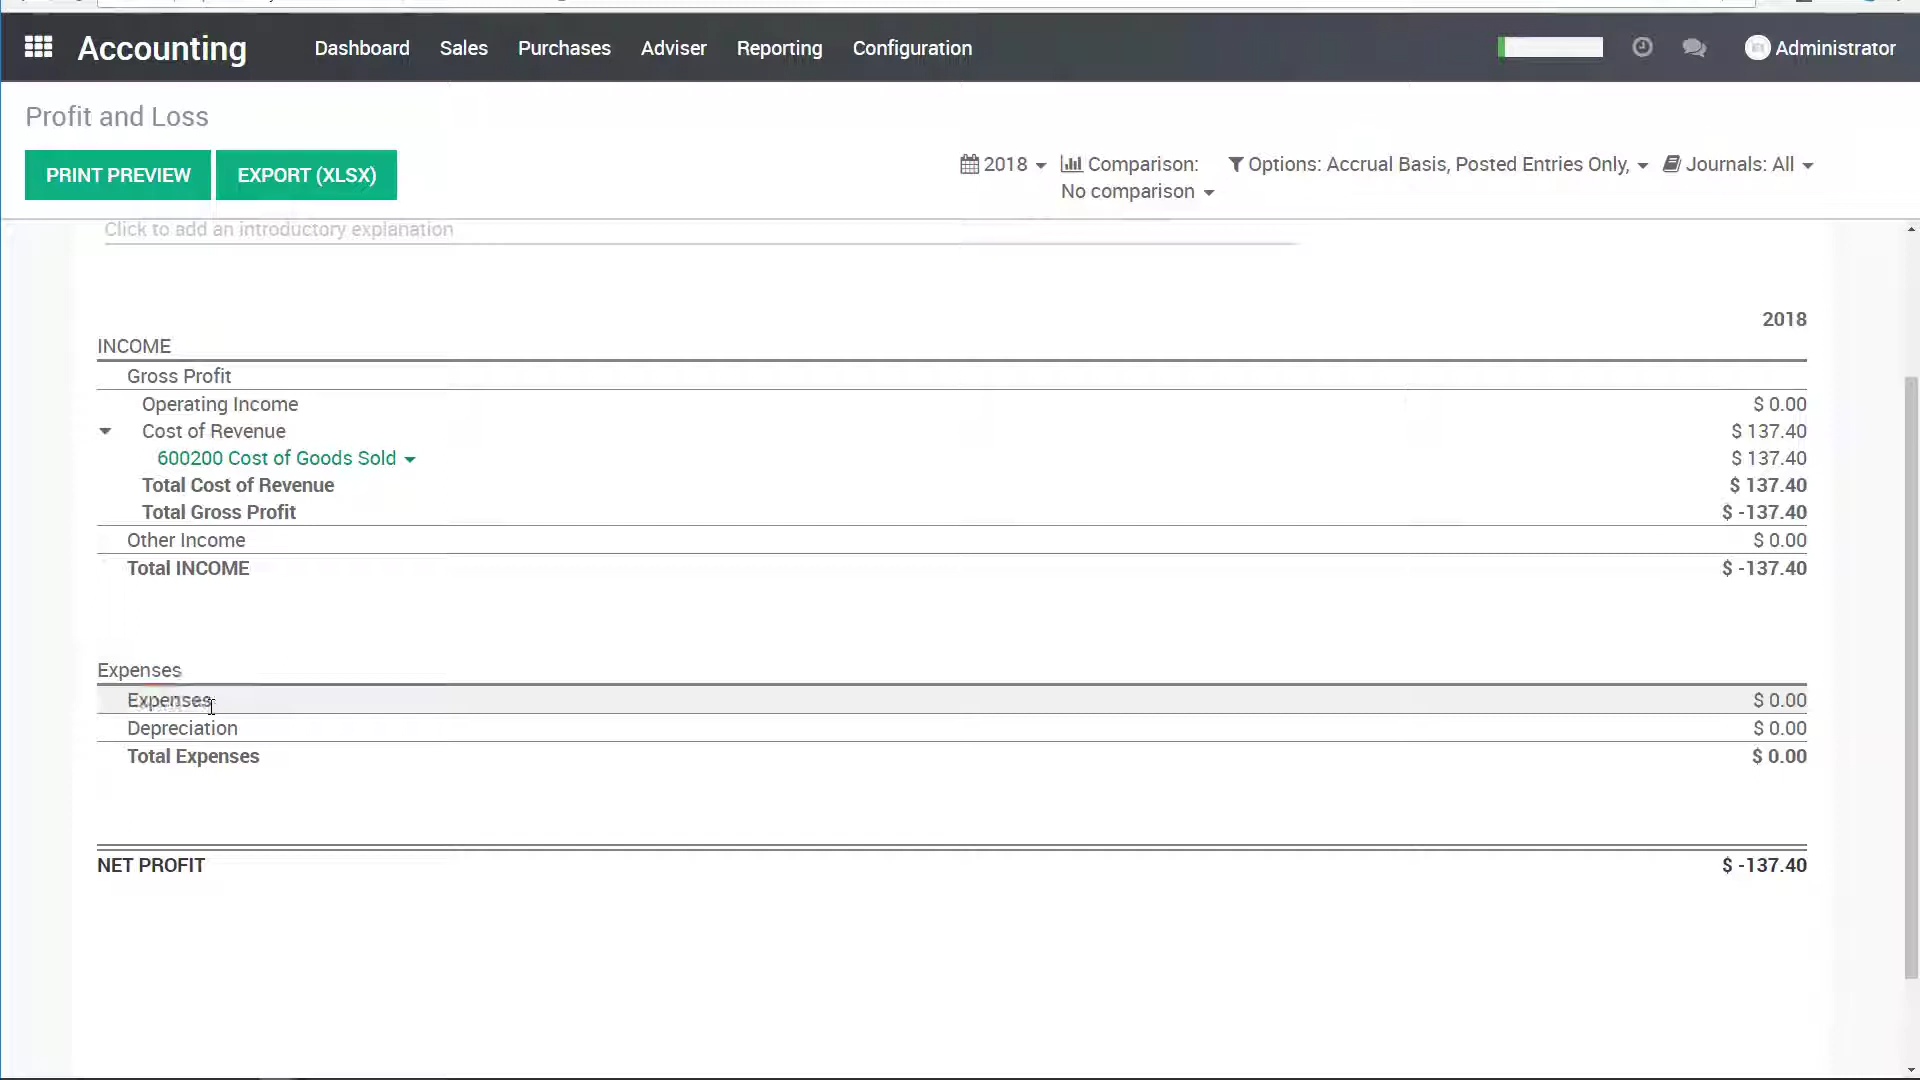 Accounting Dashboard Sales Purchases Adviser Reporting Configuration Administrator
Profit and Loss
PRINT PREVIEW EXPORT (XLSX)
2018 Comparison: Options: Accrual Basis, Posted Entries Only, Journals: All
No comparison
Click to add an introductory explanation
2018
INCOME
Gross Profit
Operating Income $ 0.00
Cost of Revenue $ 137.40
600200 Cost of Goods Sold $ 137.40
Total Cost of Revenue $ 137.40
Total Gross Profit $ -137.40
Other Income $ 0.00
Total INCOME $ -137.40
Expenses
Expenses $ 0.00
Depreciation $ 0.00
Total Expenses $ 0.00
NET PROFIT $ -137.40